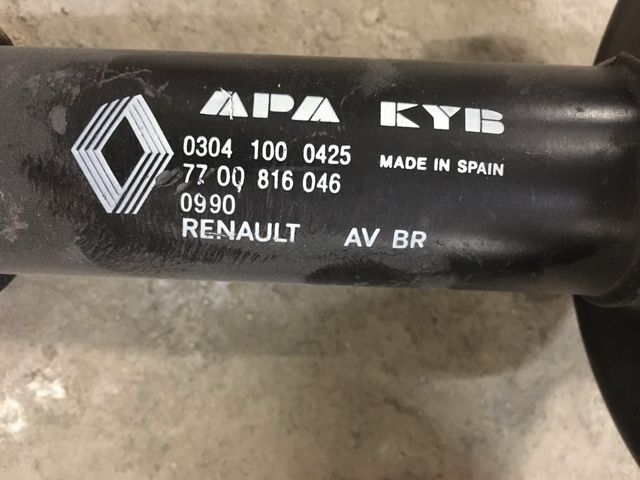 APA KYB
0304 100 0425 MADE IN SPAIN
77 00 816 046
0990
RENAULT AV BR